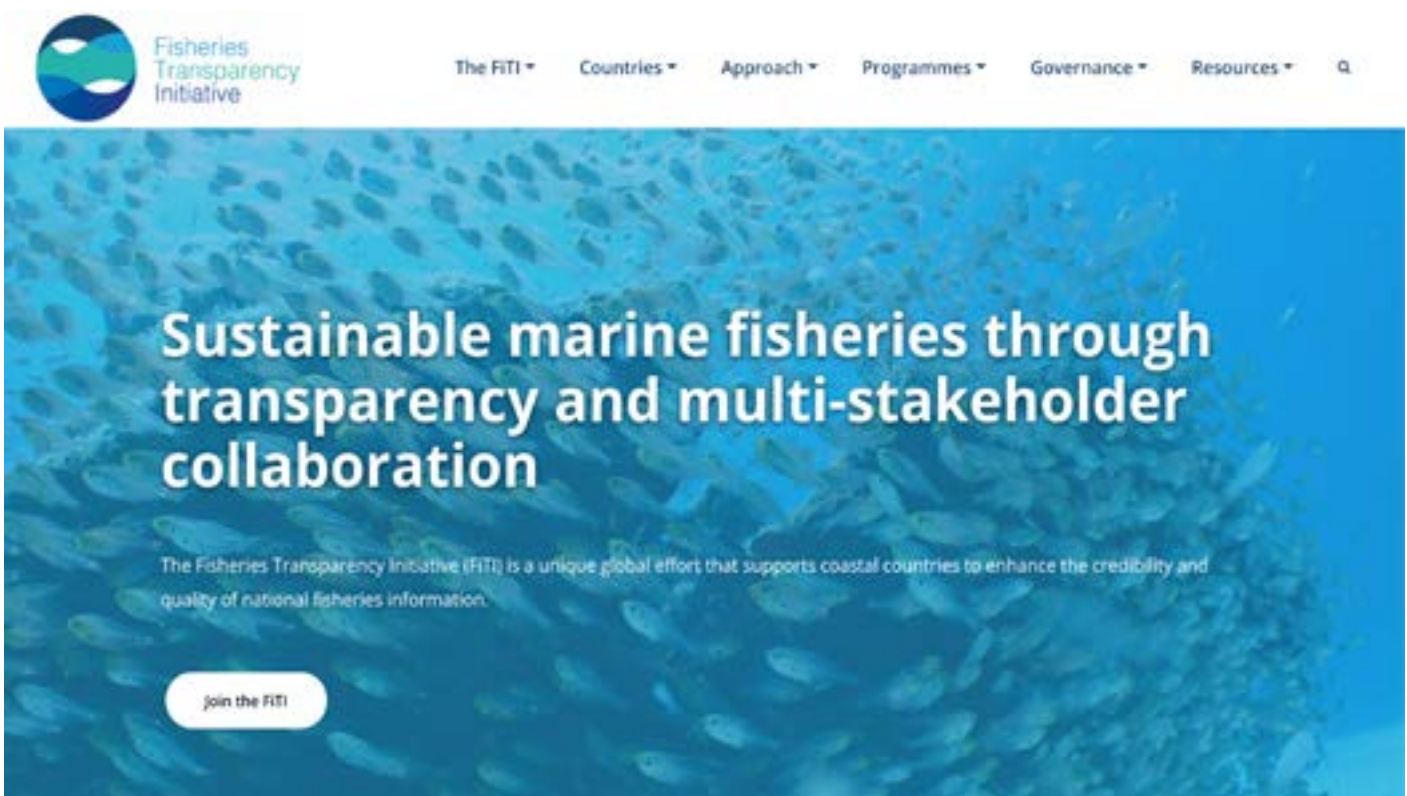 Fisheries
Transparency
Initiative
The FiTI
Countries
Approach
Programmes
Governance
Resources
Sustainable marine fisheries through
transparency and multi-stakeholder
collaboration
The Fisheries Transparency Initiative (FiTI) is a unique global effort that supports coastal countries to enhance the credibility and
quality of national fisheries information.
Join the FiTI